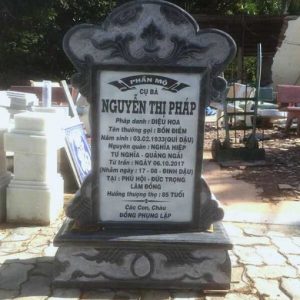 PHẦN MỘ
CỤ BÀ
NGUYỄN THỊ PHÁP
Pháp danh : DIỆU HOA
Tên thường gọi : BỐN ĐIỂM
Năm sinh : 03.02.1933(QUÍ DẬU)
Nguyên quán : NGHĨA HIỆP
TƯ NGHĨA - QUẢNG NGÃI
Từ trần : NGÀY 06.10.2017
(Nhằm ngày : 17 - 08 - ĐINH DẬU)
TẠI : PHÚ HỘI - ĐỨC TRỌNG
LÂM ĐỒNG
Hưởng thượng thọ : 85 TUỔI
Các Con, Cháu
ĐỒNG PHỤNG LẬP